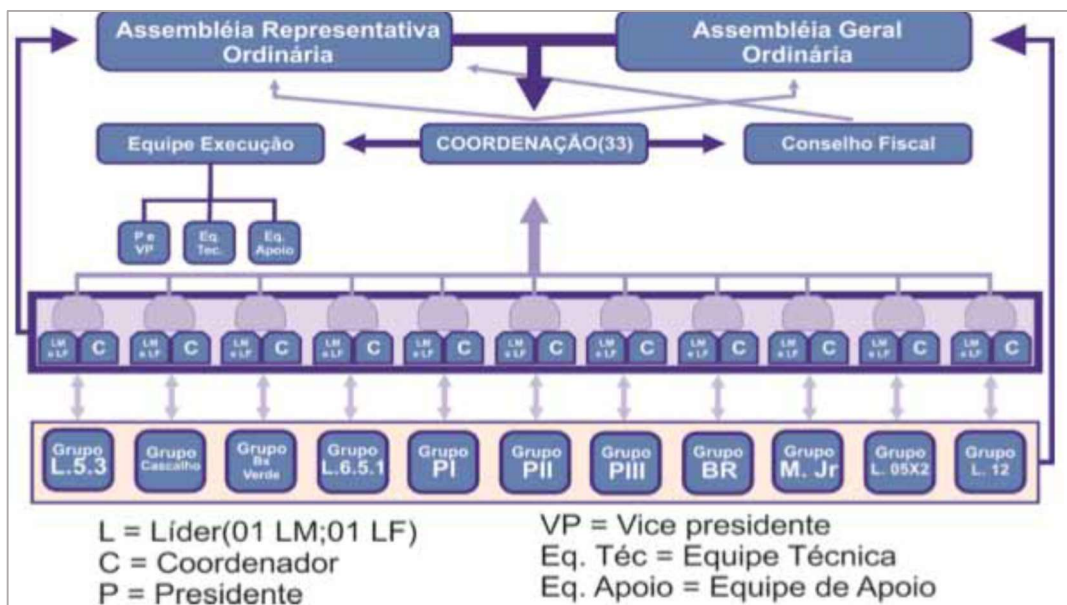 Assembléia Representativa
Ordinária
Assembléia Geral
Ordinária
Equipe Execução
COORDENAÇÃO(33)
Conselho Fiscal
P e
VP
Eq.
Tec.
Eq.
Apoio
LM
e LF
C
LM
e LF
C
LM
e LF
C
LM
e LF
C
LM
e LF
C
LM
e LF
C
LM
e LF
C
LM
e LF
C
LM
e LF
C
LM
e LF
C
LM
e LF
C
Grupo
L.5.3
Grupo
Cascalho
Grupo
Bx
Verde
Grupo
L.6.5.1
Grupo
PI
Grupo
PII
Grupo
PIII
Grupo
BR
Grupo
M. Jr
Grupo
L. 05X2
Grupo
L. 12
L = Líder(01 LM;01 LF)
C = Coordenador
P = Presidente
VP = Vice presidente
Eq. Téc = Equipe Técnica
Eq. Apoio = Equipe de Apoio